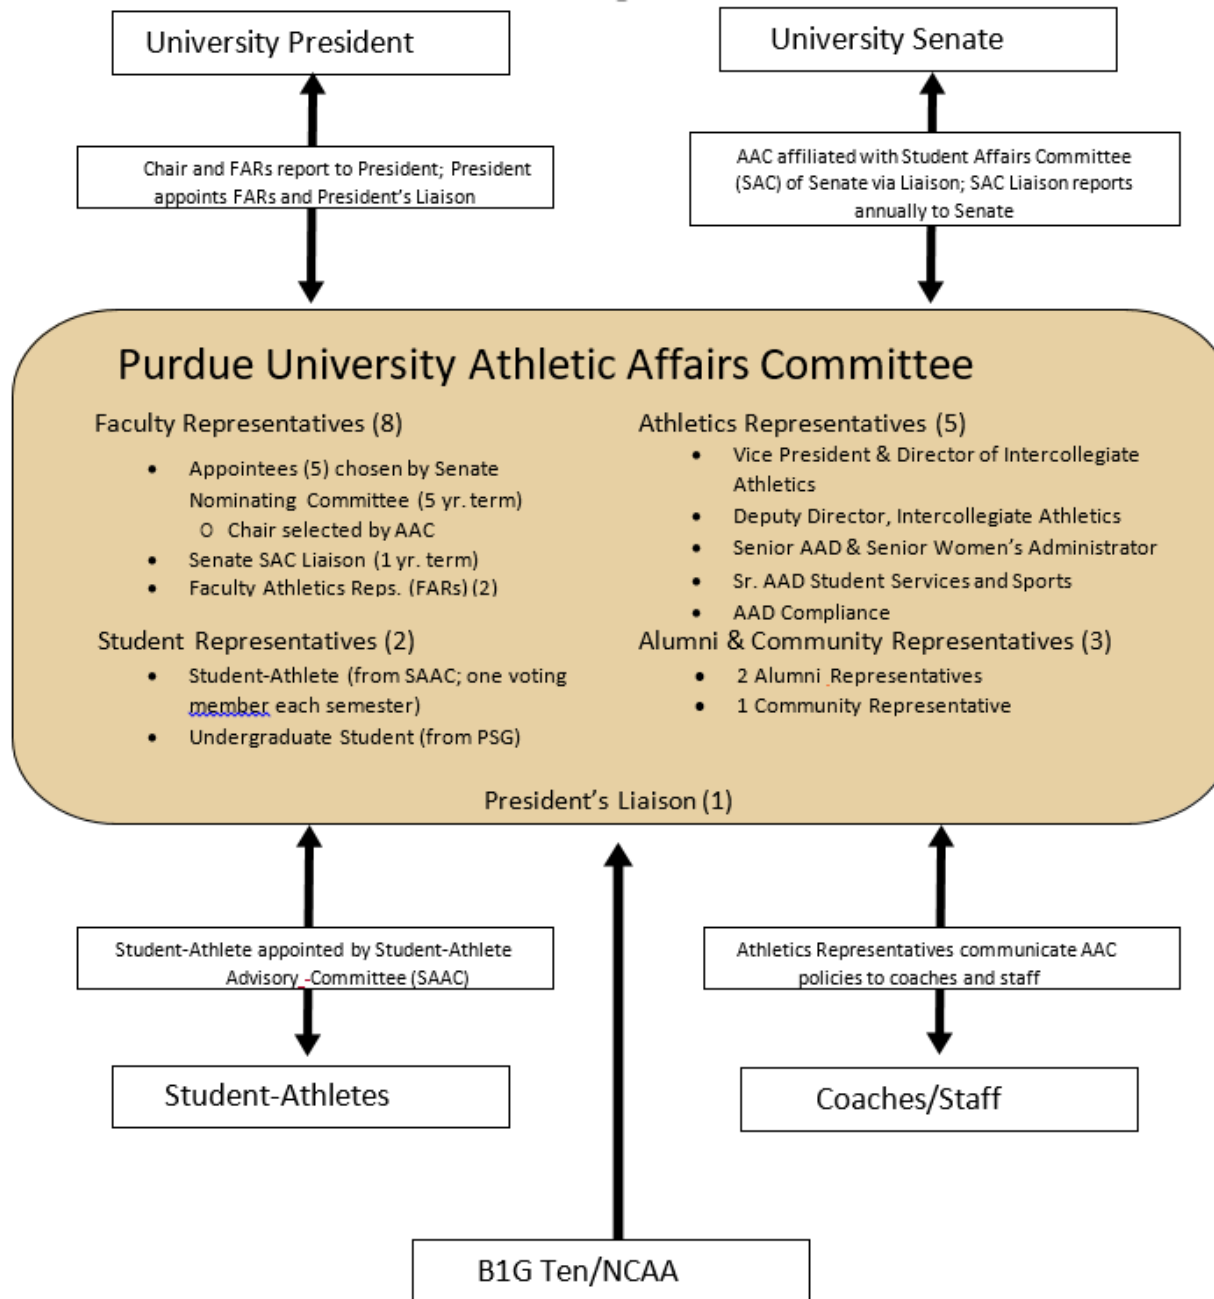 University President
University Senate
Chair and FARs report to President; President
appoints FARs and President's Liaison
AAC affiliated with Student Affairs Committee
(SAC) of Senate via Liaison; SAC Liaison reports
annually to Senate
Purdue University Athletic Affairs Committee
Faculty Representatives (8)
• Appointees (5) chosen by Senate
Nominating Committee (5 yr. term)
O Chair selected by AAC
• Senate SAC Liaison (1 yr. term)
• Faculty Athletics Reps. (FARs) (2)
Athletics Representatives (5)
• Vice President & Director of Intercollegiate
Athletics
• Deputy Director, Intercollegiate Athletics
• Senior AAD & Senior Women's Administrator
• Sr. AAD Student Services and Sports
• AAD Compliance
Student Representatives (2)
• Student-Athlete (from SAAC; one voting
member each semester)
• Undergraduate Student (from PSG)
Alumni & Community Representatives (3)
• 2 Alumni Representatives
• 1 Community Representative
President's Liaison (1)
Student-Athlete appointed by Student-Athlete
Advisory -Committee (SAAC)
Athletics Representatives communicate AAC
policies to coaches and staff
Student-Athletes
Coaches/Staff
B1G Ten/NCAA